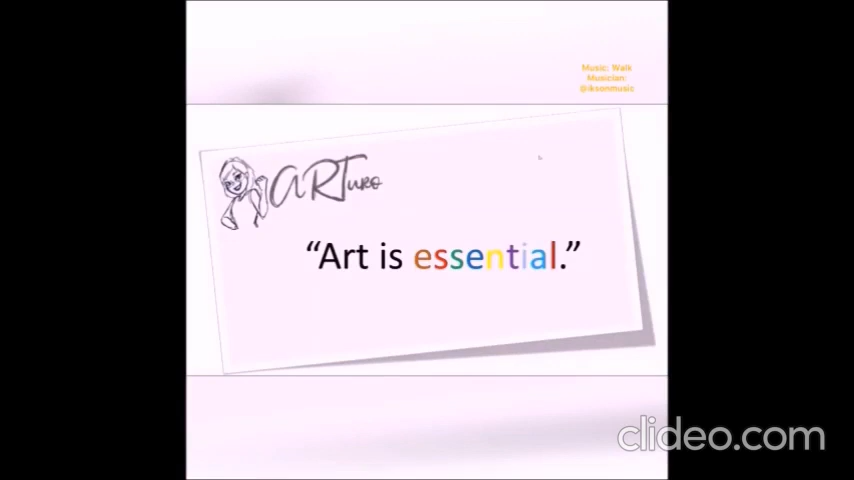 Music: Walk
Musician:
@iksonmusic
ARTuro
“Art is essential.”
clideo.com